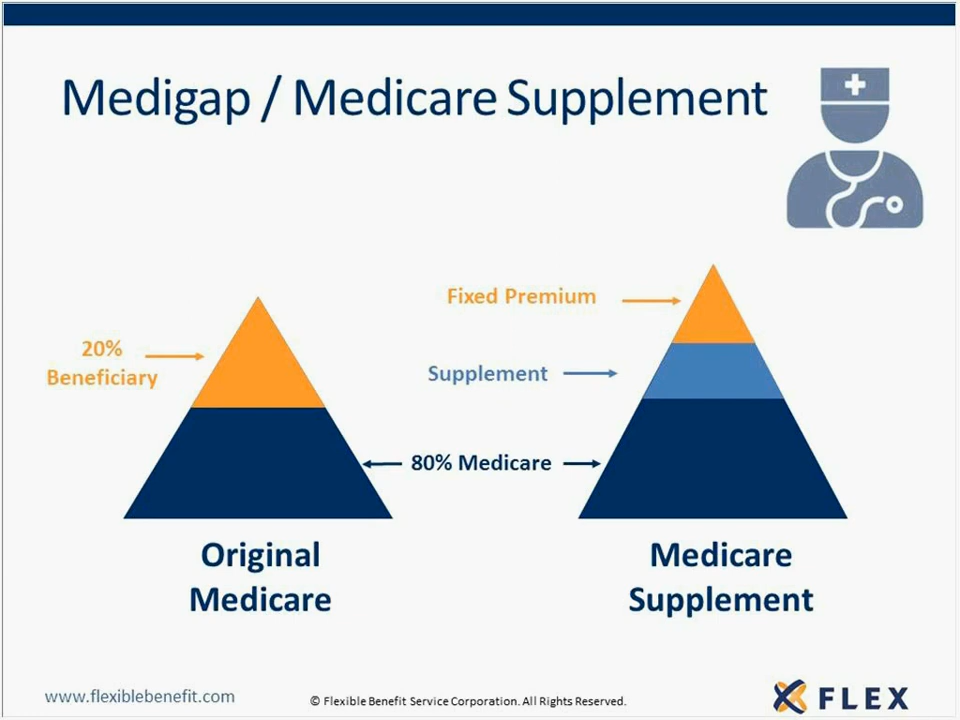 Medigap / Medicare Supplement
20%
Beneficiary
Fixed Premium
Supplement
80% Medicare
Original
Medicare
Medicare
Supplement
www.flexiblebenefit.com
© Flexible Benefit Service Corporation. All Rights Reserved.
FLEX